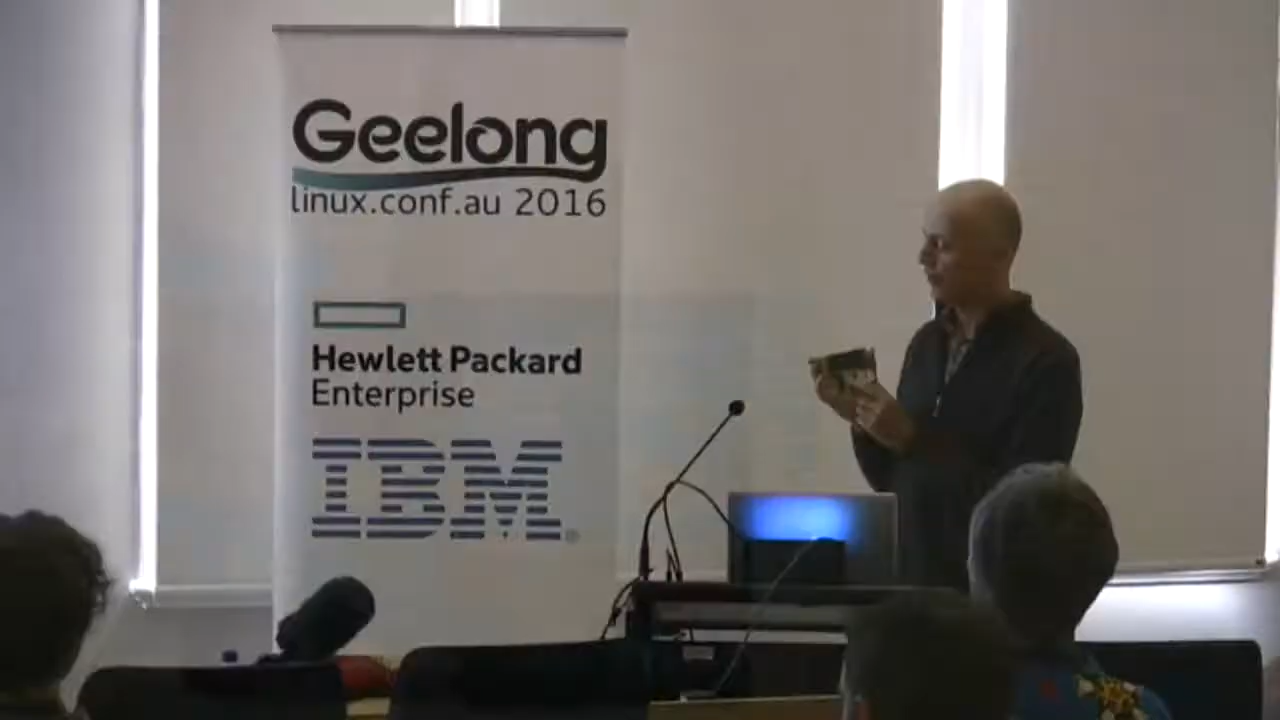 Geelong
linux.conf.au 2016
Hewlett Packard
Enterprise
IBM®